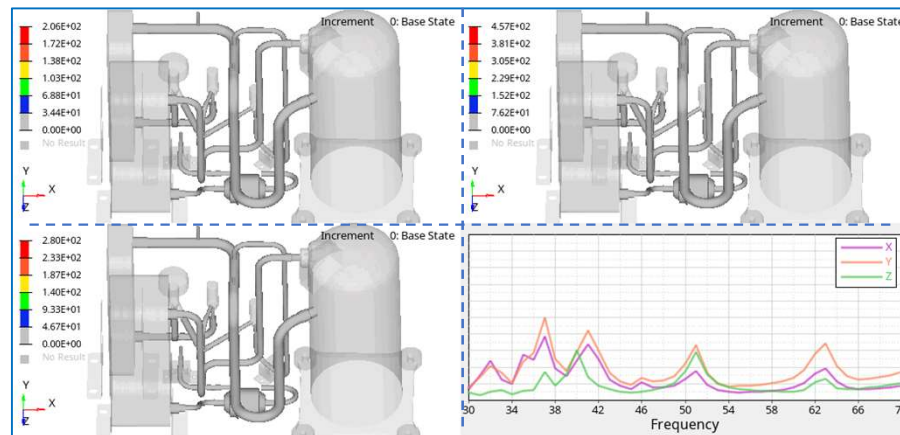 Increment 0: Base State
2.06E+02
1.72E+02
1.38E+02
1.03E+02
6.88E+01
3.44E+01
0.00E+00
No Result
Y
X
Z
Increment 0: Base State
4.57E+02
3.81E+02
3.05E+02
2.29E+02
1.52E+02
7.62E+01
0.00E+00
No Result
Y
X
Z
Increment 0: Base State
2.80E+02
2.33E+02
1.87E+02
1.40E+02
9.33E+01
4.67E+01
0.00E+00
No Result
Y
X
Z
X
Y
Z
30 34 38 42 46 50 54 58 62 66
Frequency